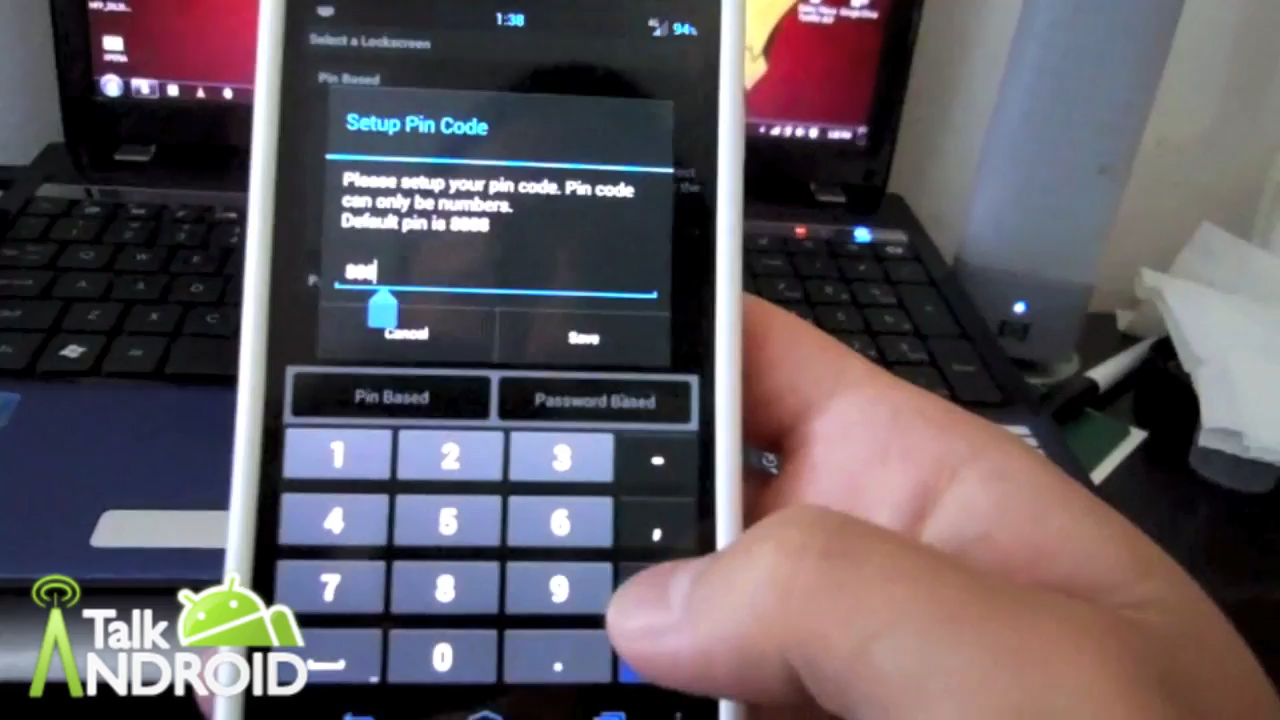 1:38
4G
94%
Select a Lockscreen
Pin Based
Setup Pin Code
Please setup your pin code. Pin code
can only be numbers.
Default pin is
Cancel
Save
Pin Based
Password Based
1 2 3 -
4 5 6 ,
7 8 9
0 .
Talk
ANDROID